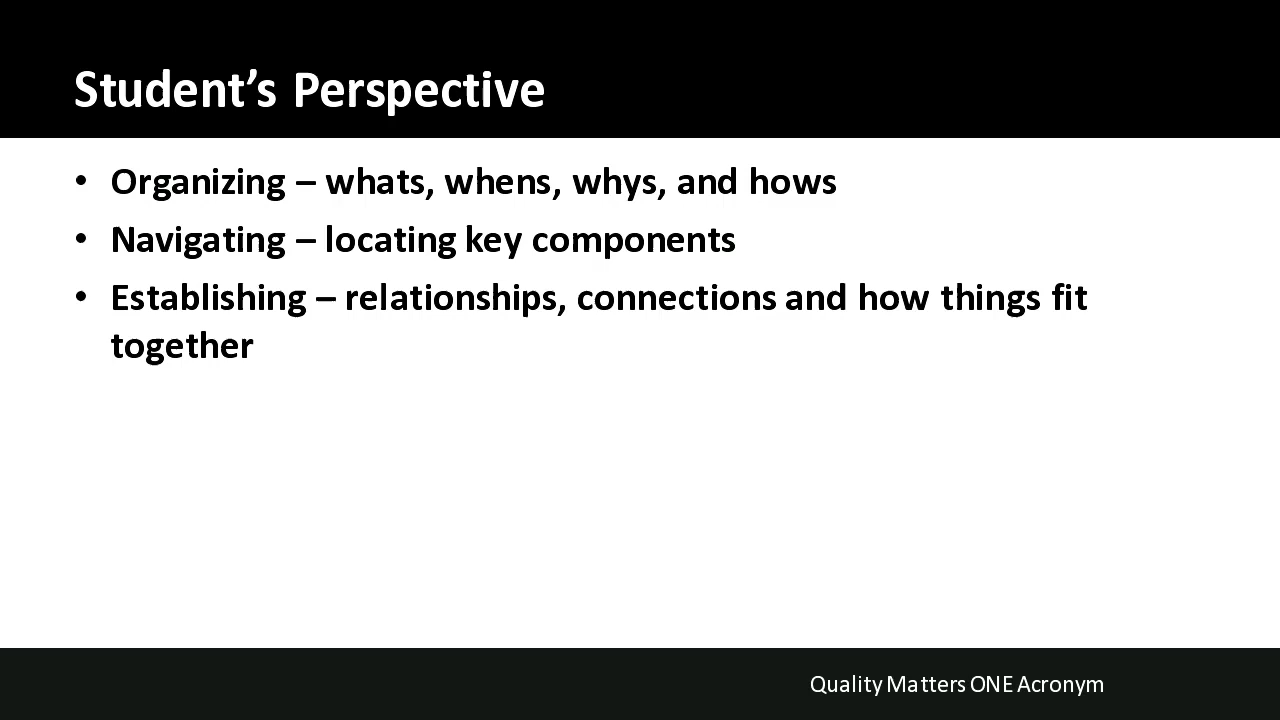 Student’s Perspective
• Organizing – whats, whens, whys, and hows
• Navigating – locating key components
• Establishing – relationships, connections and how things fit
together
Quality Matters ONE Acronym